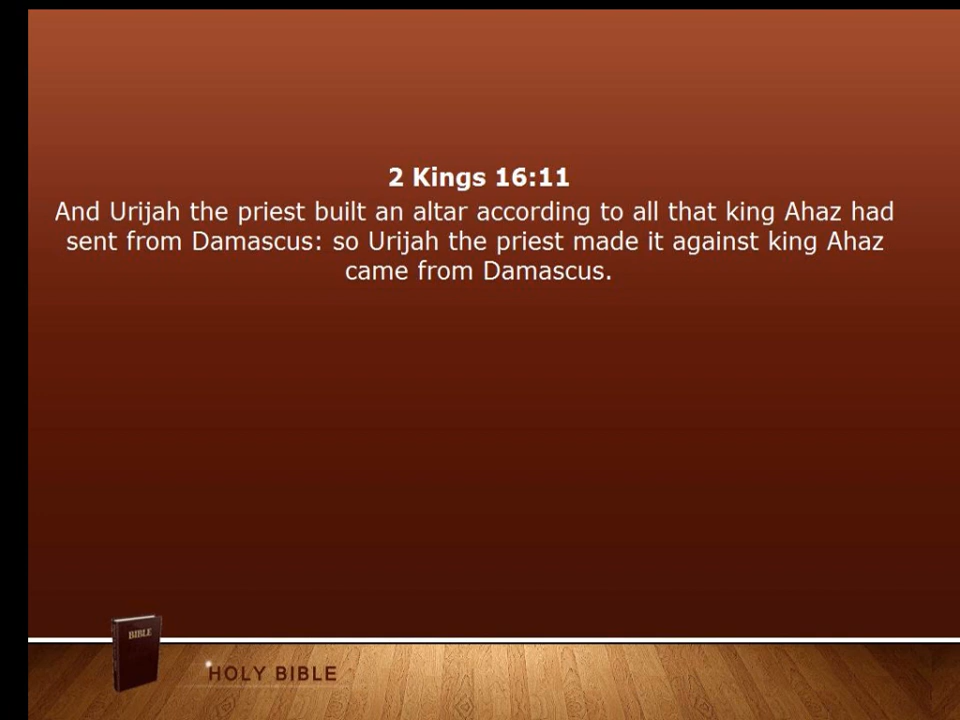 2 Kings 16:11
And Urijah the priest built an altar according to all that king Ahaz had
sent from Damascus: so Urijah the priest made it against king Ahaz
came from Damascus.
BIBLE
HOLY BIBLE